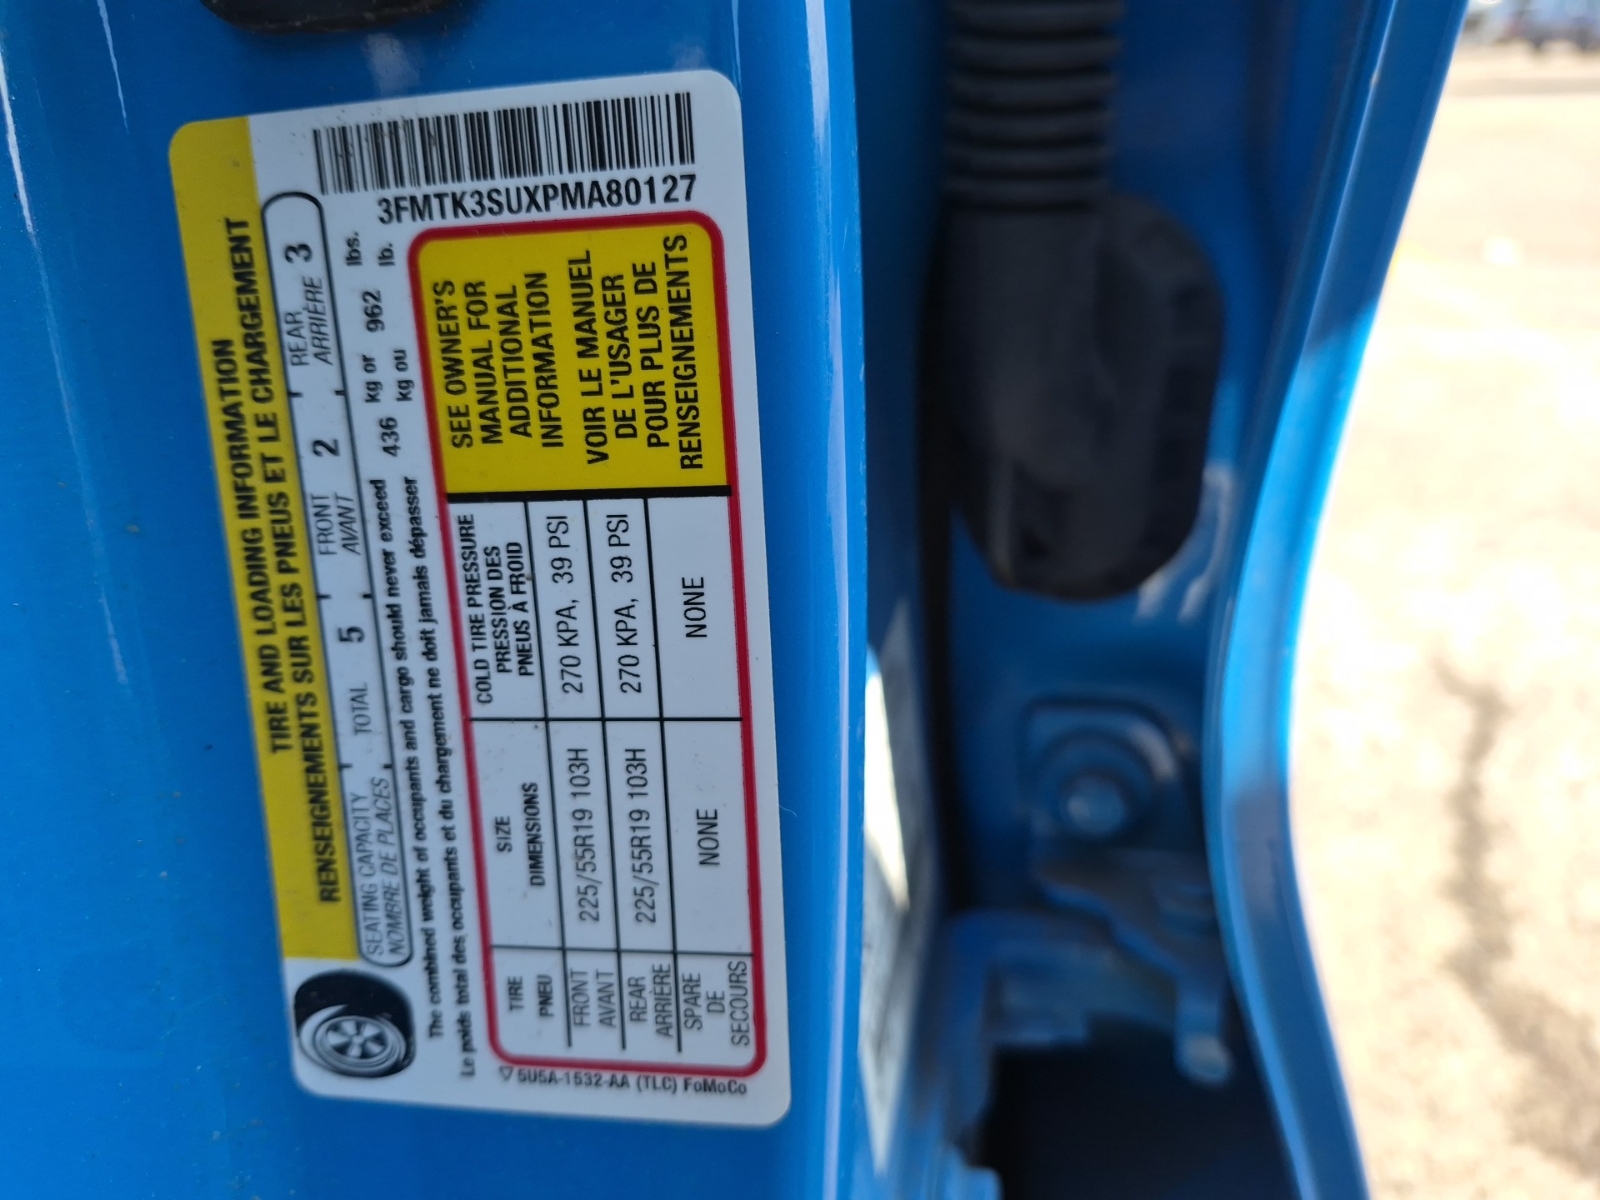 TIRE AND LOADING INFORMATION
RENSEIGNEMENTS SUR LES PNEUS ET LE CHARGEMENT
SEATING CAPACITY TOTAL 5 FRONT 2 REAR 3
NOMBRE DE PLACES AVANT ARRIÈRE
The combined weight of occupants and cargo should never exceed 436 kg or 962 lbs.
Le poids total des occupants et du chargement ne doit jamais dépasser kg ou lb.
3FMTK3SUXPMA80127
TIRE SIZE COLD TIRE PRESSURE
PNEU DIMENSIONS PRESSION DES
PNEUS À FROID
FRONT 225/55R19 103H 270 KPA, 39 PSI
AVANT
REAR 225/55R19 103H 270 KPA, 39 PSI
ARRIÈRE
SPARE NONE NONE
DE
SECOURS
SEE OWNER'S
MANUAL FOR
ADDITIONAL
INFORMATION
VOIR LE MANUEL
DE L'USAGER
POUR PLUS DE
RENSEIGNEMENTS
5U5A-1532-AA (TLC) FoMoCo